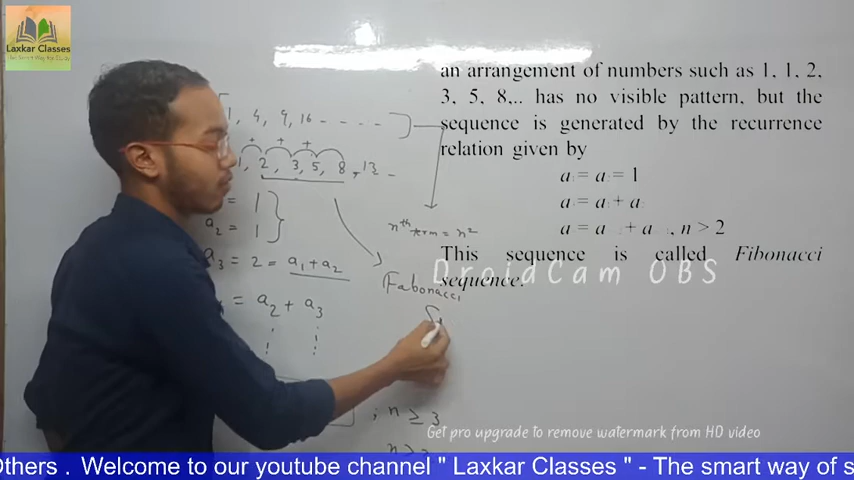 Laxkar Classes
an arrangement of numbers such as 1, 1, 2,
3, 5, 8,.. has no visible pattern, but the
sequence is generated by the recurrence
relation given by
a = a = 1
a = a + a
a = a + a , n > 2
This sequence is called Fibonacci
sequence.
DroidCam OBS
1, 4, 9, 16 - - - - -
+ + +
1, 2, 3, 5, 8, 13 -
= 1
a2 = 1
nth term = n²
a3 = 2 = a1 + a2
Fabonacci
= a2 + a3
; n ≥ 3
Get pro upgrade to remove watermark from HD video
Others . Welcome to our youtube channel " Laxkar Classes " - The smart way of s